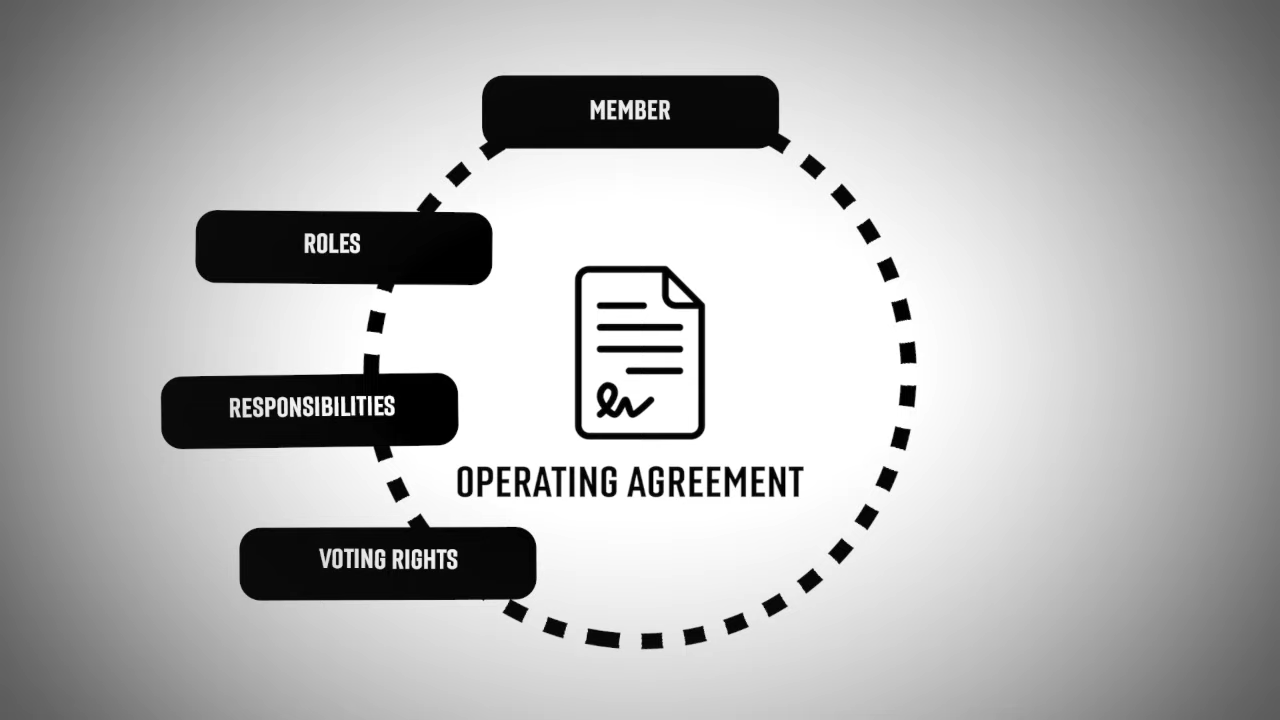 MEMBER
ROLES
RESPONSIBILITIES
OPERATING AGREEMENT
VOTING RIGHTS